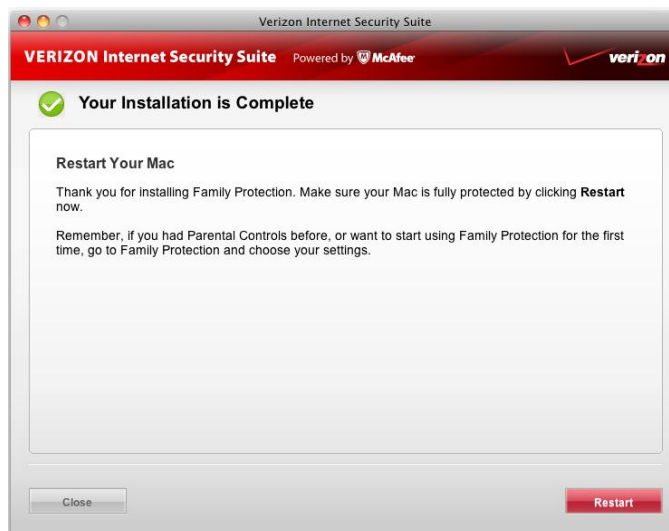 Verizon Internet Security Suite
VERIZON Internet Security Suite Powered by McAfee verizon
Your Installation is Complete
Restart Your Mac
Thank you for installing Family Protection. Make sure your Mac is fully protected by clicking Restart
now.
Remember, if you had Parental Controls before, or want to start using Family Protection for the first
time, go to Family Protection and choose your settings.
Close Restart